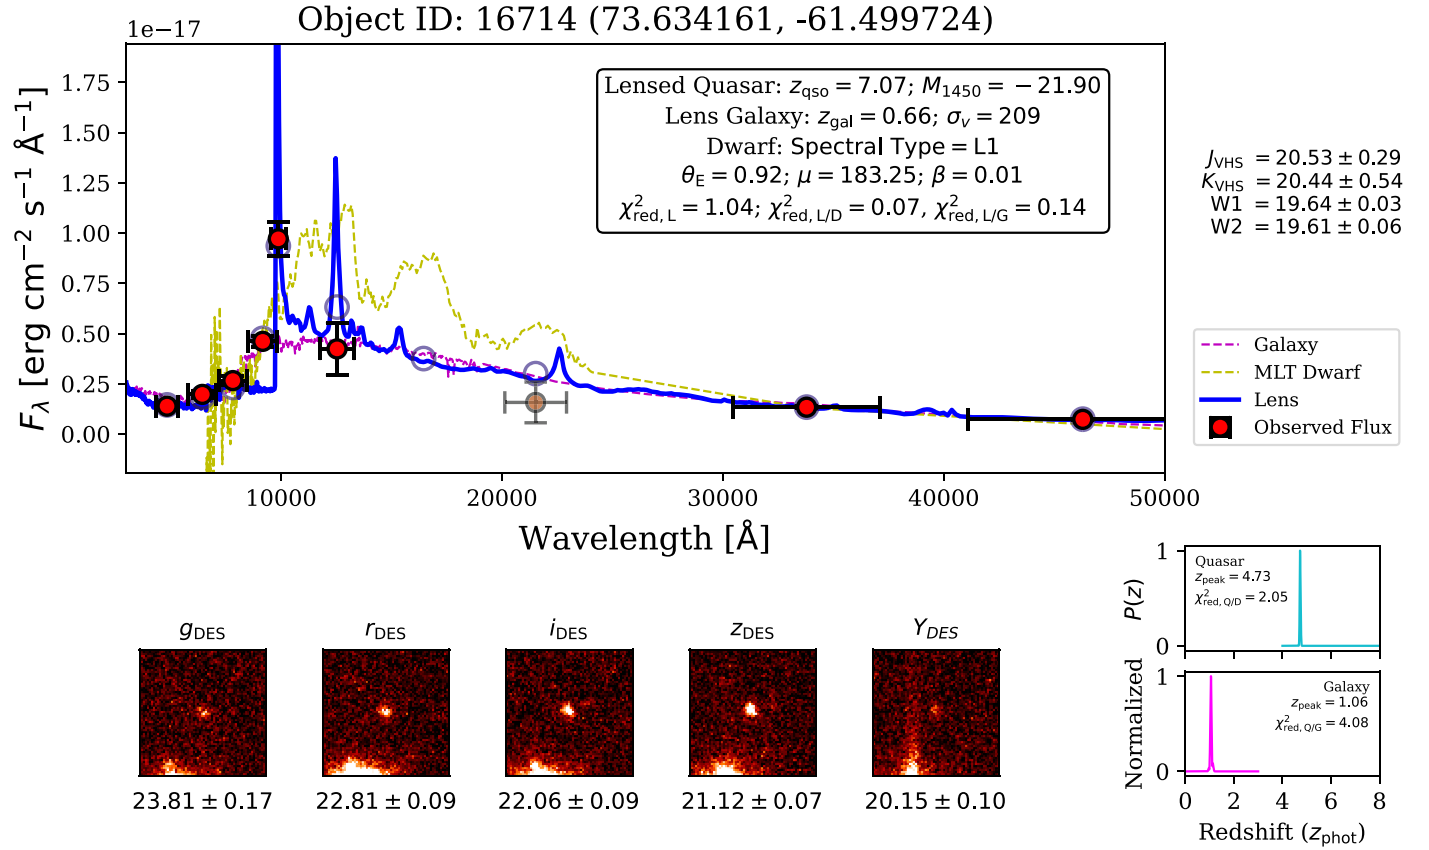 Object ID: 16714 (73.634161, -61.499724)
1e−17
F_λ [erg cm⁻² s⁻¹ Å⁻¹]
1.75
1.50
1.25
1.00
0.75
0.50
0.25
0.00
Lensed Quasar: z_qso = 7.07; M_1450 = −21.90
Lens Galaxy: z_gal = 0.66; σ_v = 209
Dwarf: Spectral Type = L1
θ_E = 0.92; μ = 183.25; β = 0.01
χ²_red, L = 1.04; χ²_red, L/D = 0.07, χ²_red, L/G = 0.14
J_VHS = 20.53 ± 0.29
K_VHS = 20.44 ± 0.54
W1 = 19.64 ± 0.03
W2 = 19.61 ± 0.06
Galaxy
MLT Dwarf
Lens
Observed Flux
10000 20000 30000 40000 50000
Wavelength [Å]
g_DES r_DES i_DES z_DES Y_DES
23.81 ± 0.17 22.81 ± 0.09 22.06 ± 0.09 21.12 ± 0.07 20.15 ± 0.10
Normalized P(z)
1
0
Quasar
z_peak = 4.73
χ²_red, Q/D = 2.05
1
0
Galaxy
z_peak = 1.06
χ²_red, Q/G = 4.08
0 2 4 6 8
Redshift (z_phot)